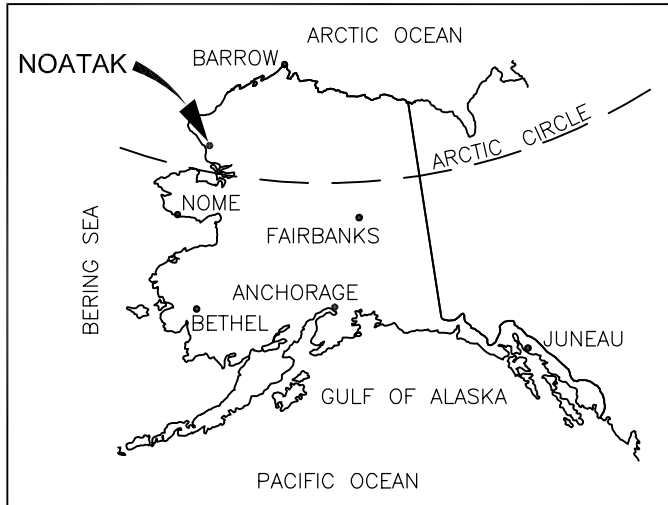 ARCTIC OCEAN
BARROW
NOATAK
ARCTIC CIRCLE
NOME
FAIRBANKS
BERING SEA
ANCHORAGE
BETHEL
JUNEAU
GULF OF ALASKA
PACIFIC OCEAN